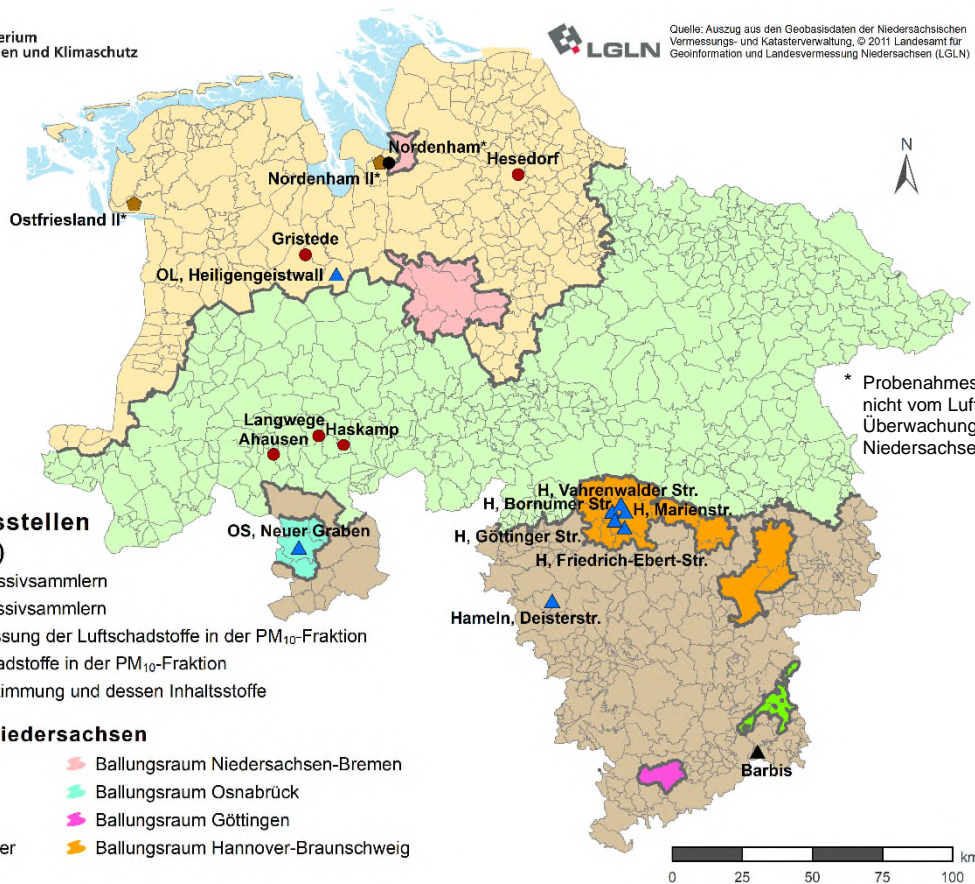 erium
en und Klimaschutz
LGLN
Quelle: Auszug aus den Geobasisdaten der Niedersächsischen
Vermessungs- und Katasterverwaltung, © 2011 Landesamt für
Geoinformation und Landesvermessung Niedersachsen (LGLN)
N
Nordenham*
Hesedorf
Nordenham II*
Ostfriesland II*
Gristede
OL, Heiligengeistwall
* Probenahmes
nicht vom Luf
Überwachung
Niedersachse
Langwege
Haskamp
Ahausen
H, Vahrenwalder Str.
H, Bornumer Str.
H, Marienstr.
OS, Neuer Graben
H, Göttinger Str.
H, Friedrich-Ebert-Str.
Hameln, Deisterstr.
Barbis
sstellen
)
ssivsammlern
ssivsammlern
ssung der Luftschadstoffe in der PM₁₀-Fraktion
adstoffe in der PM₁₀-Fraktion
timmung und dessen Inhaltsstoffe
iedersachsen
Ballungsraum Niedersachsen-Bremen
Ballungsraum Osnabrück
Ballungsraum Göttingen
er
Ballungsraum Hannover-Braunschweig
km
0 25 50 75 100